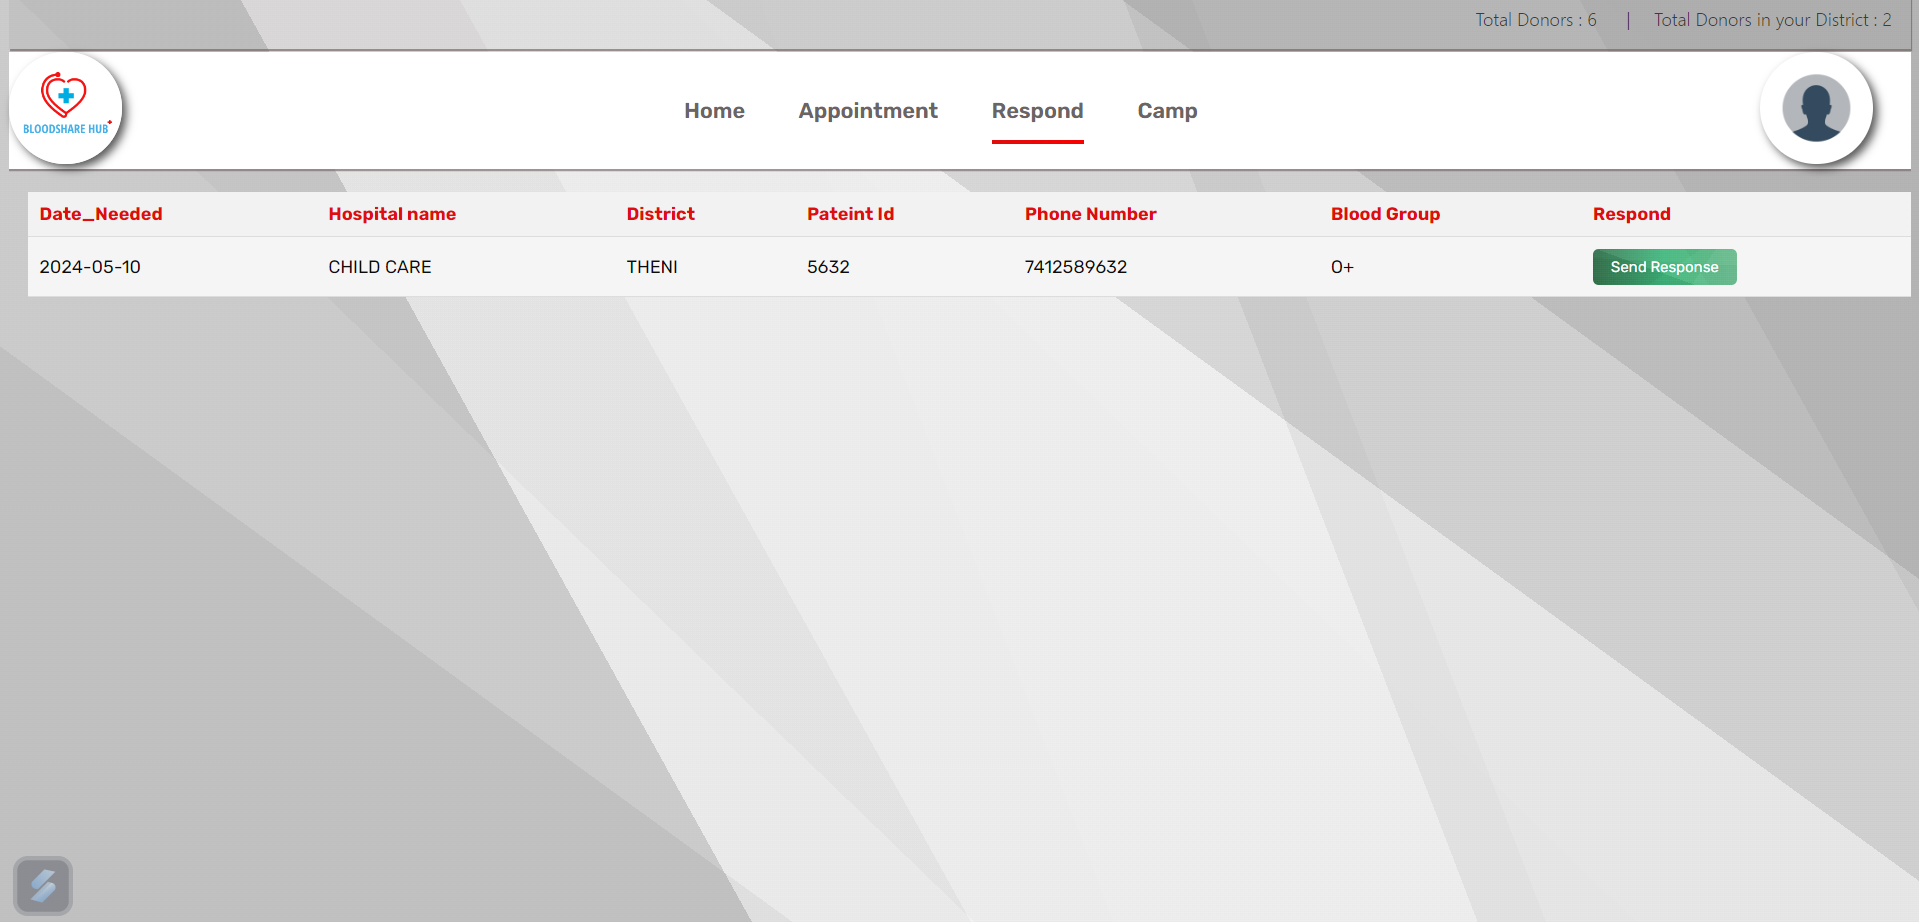 Total Donors : 6 | Total Donors in your District : 2
BLOODSHARE HUB
Home Appointment Respond Camp
Date_Needed Hospital name District Pateint Id Phone Number Blood Group Respond
2024-05-10 CHILD CARE THENI 5632 7412589632 O+ Send Response